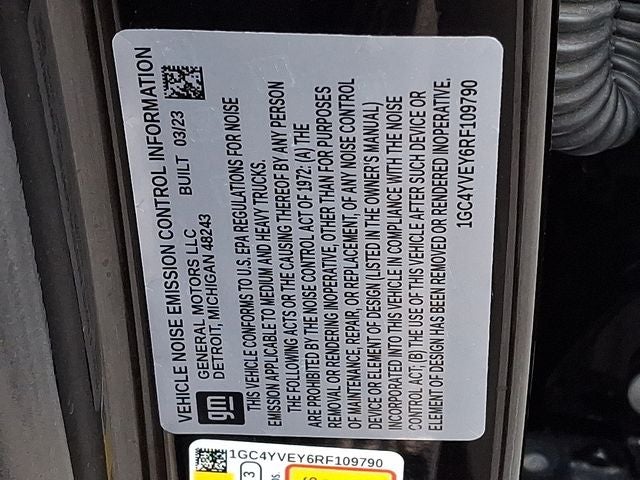 VEHICLE NOISE EMISSION CONTROL INFORMATION
gm
GENERAL MOTORS LLC BUILT 03/23
DETROIT, MICHIGAN 48243
THIS VEHICLE CONFORMS TO U.S. EPA REGULATIONS FOR NOISE
EMISSION APPLICABLE TO MEDIUM AND HEAVY TRUCKS.
THE FOLLOWING ACTS OR THE CAUSING THEREOF BY ANY PERSON
ARE PROHIBITED BY THE NOISE CONTROL ACT OF 1972: (A) THE
REMOVAL OR RENDERING INOPERATIVE, OTHER THAN FOR PURPOSES
OF MAINTENANCE, REPAIR, OR REPLACEMENT, OF ANY NOISE CONTROL
DEVICE OR ELEMENT OF DESIGN (LISTED IN THE OWNER'S MANUAL)
INCORPORATED INTO THIS VEHICLE IN COMPLIANCE WITH THE NOISE
CONTROL ACT; (B) THE USE OF THIS VEHICLE AFTER SUCH DEVICE OR
ELEMENT OF DESIGN HAS BEEN REMOVED OR RENDERED INOPERATIVE.
1GC4YVEY6RF109790
1GC4YVEY6RF109790
3